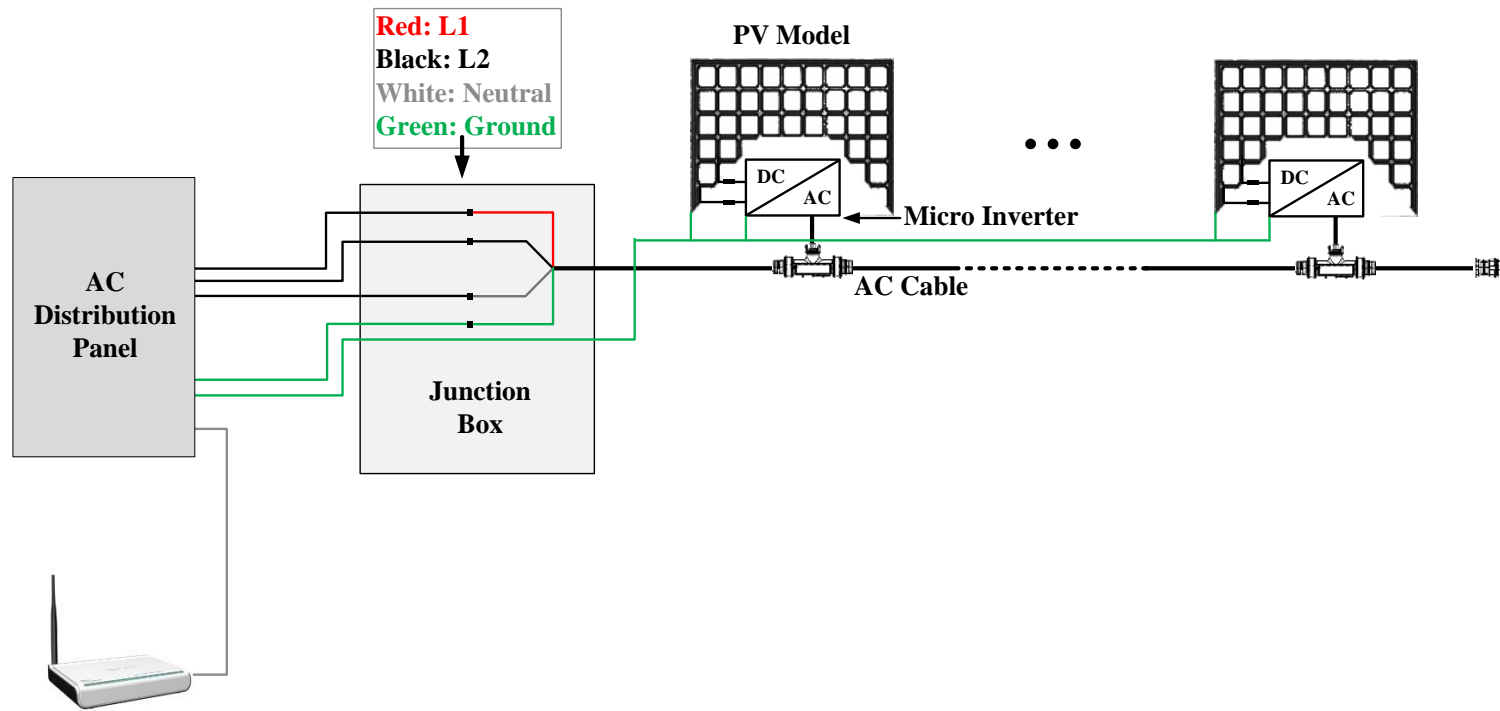 Red: L1
Black: L2
White: Neutral
Green: Ground
PV Model
DC
AC
Micro Inverter
DC
AC
AC Cable
AC
Distribution
Panel
Junction
Box